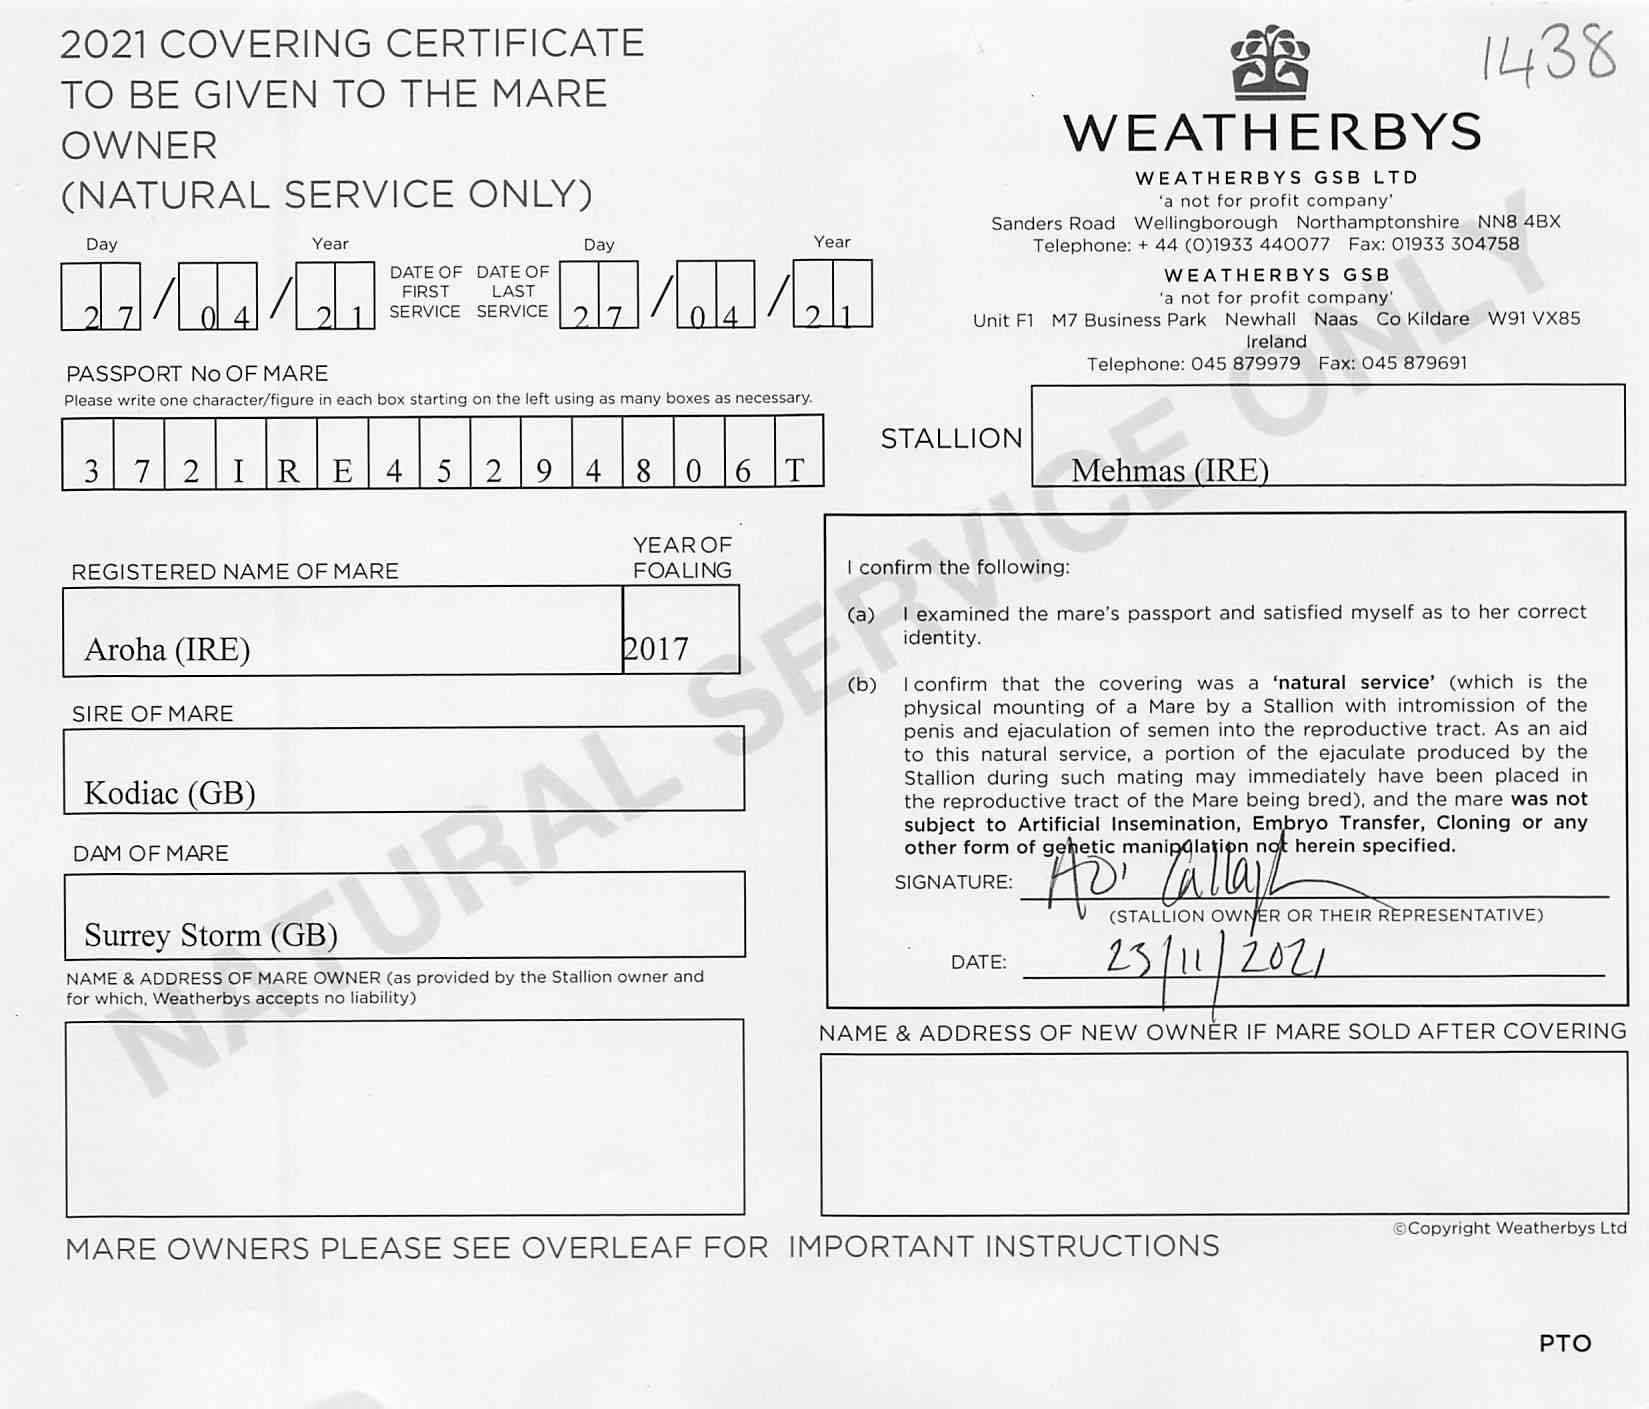 2021 COVERING CERTIFICATE
TO BE GIVEN TO THE MARE
OWNER
(NATURAL SERVICE ONLY)
1438
WEATHERBYS
WEATHERBYS GSB LTD
'a not for profit company'
Sanders Road Wellingborough Northamptonshire NN8 4BX
Telephone: + 44 (0)1933 440077 Fax: 01933 304758
WEATHERBYS GSB
'a not for profit company'
Unit F1 M7 Business Park Newhall Naas Co Kildare W91 VX85
Ireland
Telephone: 045 879979 Fax: 045 879691
Day Year Day Year
27/04/21 DATE OF FIRST SERVICE DATE OF LAST SERVICE 27/04/21
PASSPORT No OF MARE
Please write one character/figure in each box starting on the left using as many boxes as necessary.
3 7 2 I R E 4 5 2 9 4 8 0 6 T
STALLION Mehmas (IRE)
REGISTERED NAME OF MARE YEAR OF FOALING
Aroha (IRE) 2017
SIRE OF MARE
Kodiac (GB)
DAM OF MARE
Surrey Storm (GB)
NAME & ADDRESS OF MARE OWNER (as provided by the Stallion owner and
for which, Weatherbys accepts no liability)
I confirm the following:
(a) I examined the mare's passport and satisfied myself as to her correct
identity.
(b) I confirm that the covering was a 'natural service' (which is the
physical mounting of a Mare by a Stallion with intromission of the
penis and ejaculation of semen into the reproductive tract. As an aid
to this natural service, a portion of the ejaculate produced by the
Stallion during such mating may immediately have been placed in
the reproductive tract of the Mare being bred), and the mare was not
subject to Artificial Insemination, Embryo Transfer, Cloning or any
other form of genetic manipulation not herein specified.
SIGNATURE:
(STALLION OWNER OR THEIR REPRESENTATIVE)
DATE: 23/11/2021
NAME & ADDRESS OF NEW OWNER IF MARE SOLD AFTER COVERING
©Copyright Weatherbys Ltd
MARE OWNERS PLEASE SEE OVERLEAF FOR IMPORTANT INSTRUCTIONS
PTO
NATURAL SERVICE ONLY